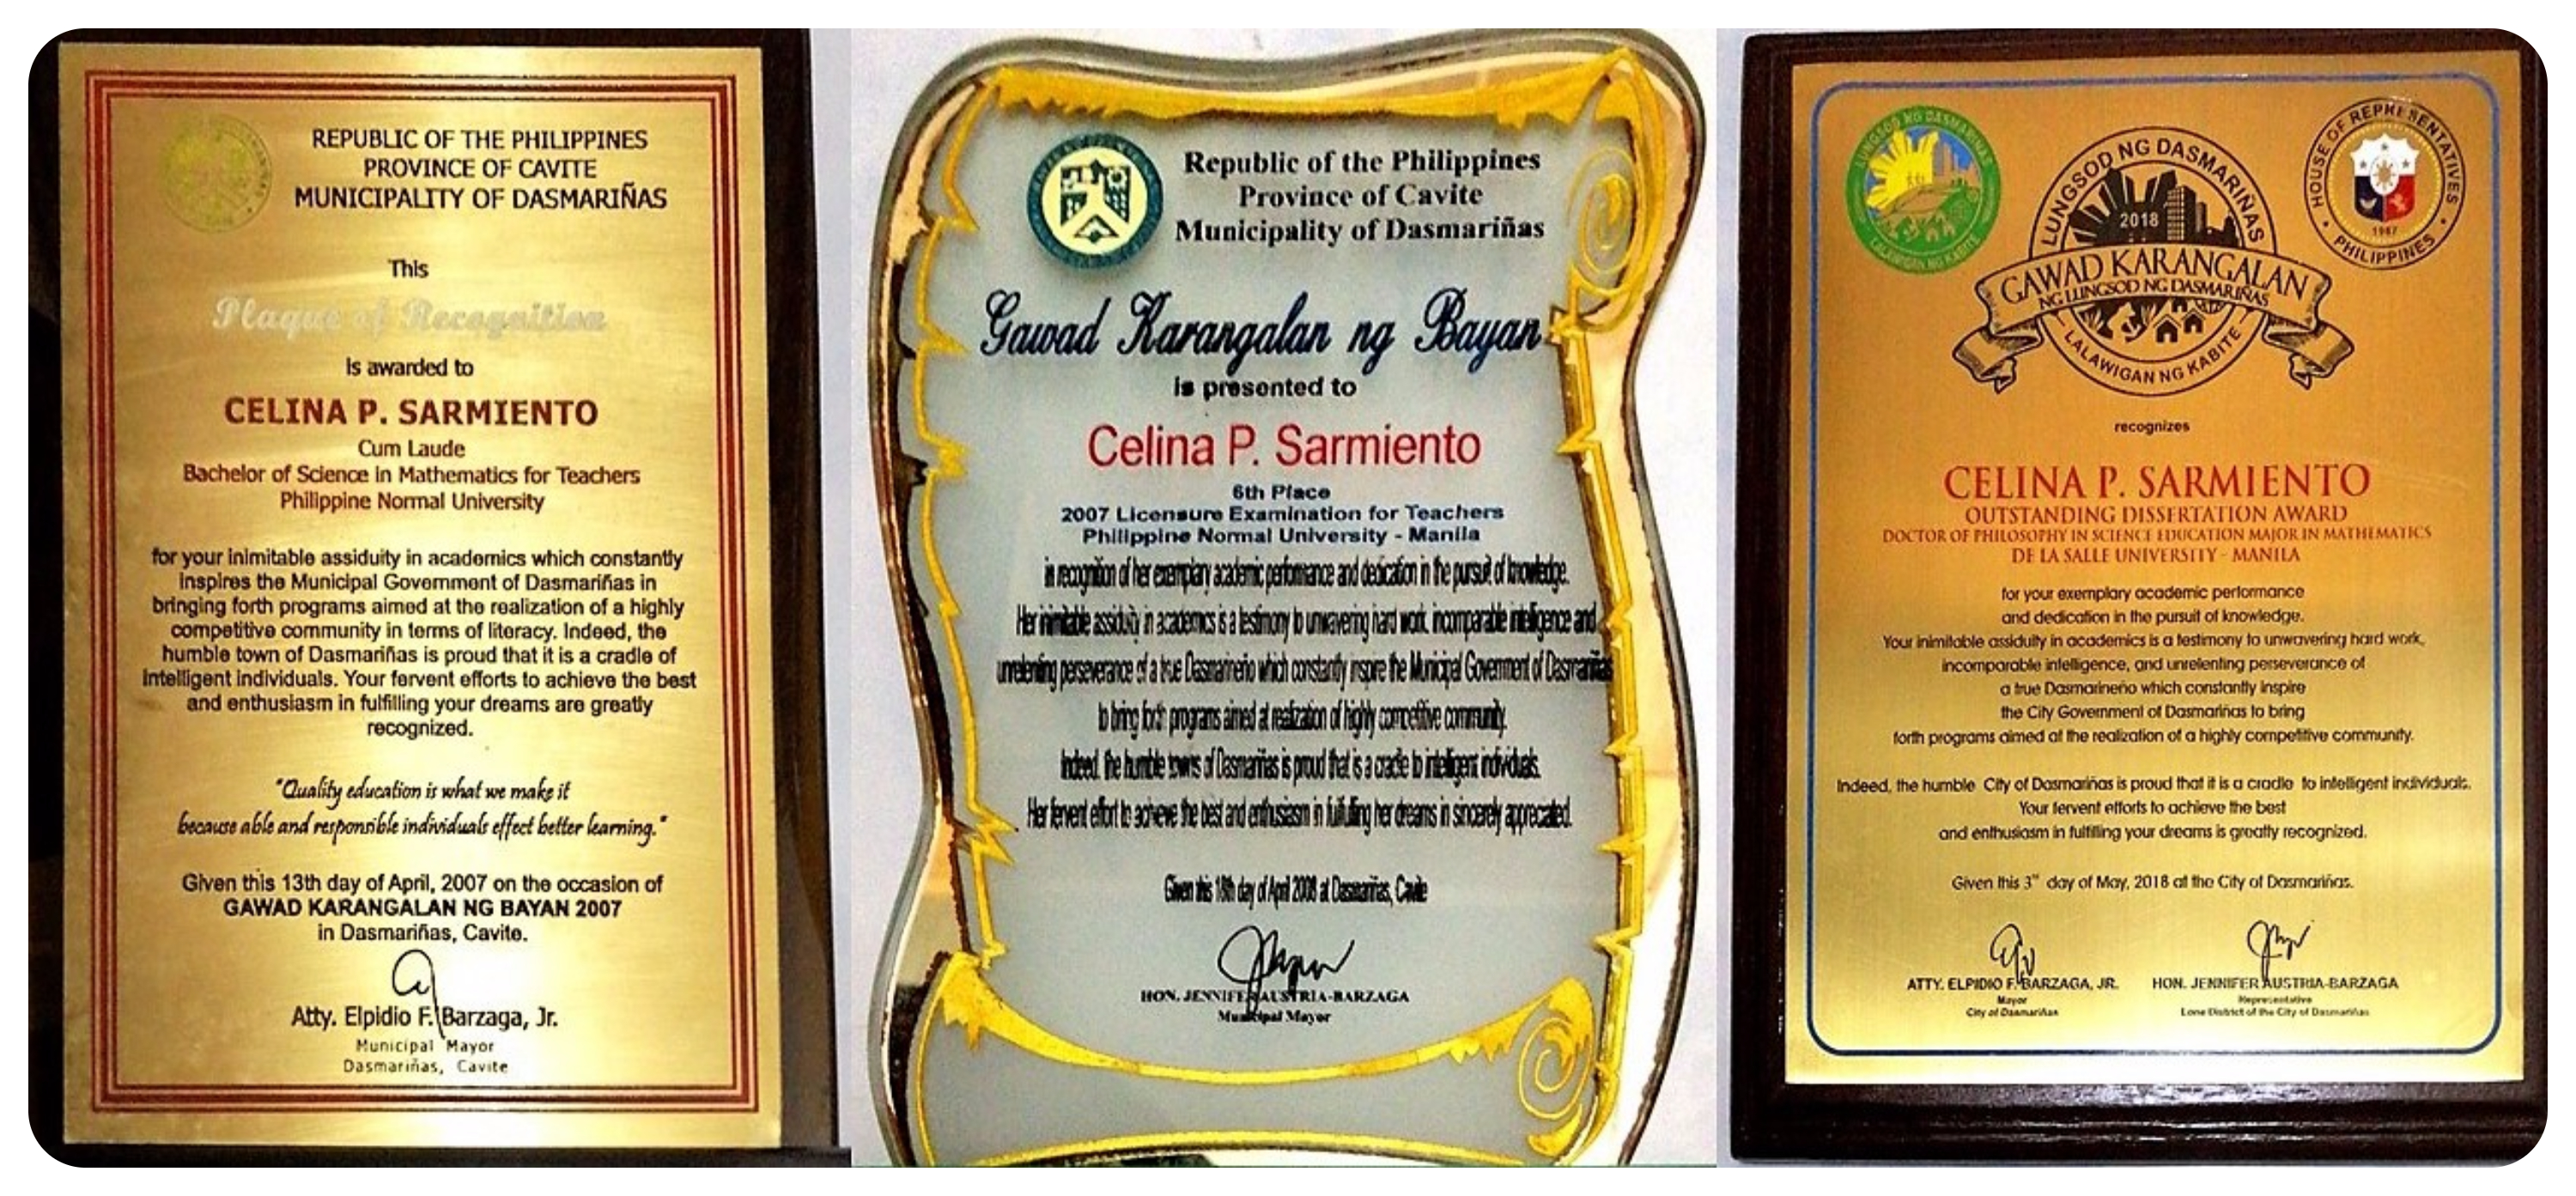 REPUBLIC OF THE PHILIPPINES
PROVINCE OF CAVITE
MUNICIPALITY OF DASMARIÑAS
This
Plaque of Recognition
is awarded to
CELINA P. SARMIENTO
Cum Laude
Bachelor of Science in Mathematics for Teachers
Philippine Normal University
for your inimitable assiduity in academics which constantly
inspires the Municipal Government of Dasmariñas in
bringing forth programs aimed at the realization of a highly
competitive community in terms of literacy. Indeed, the
humble town of Dasmariñas is proud that it is a cradle of
intelligent individuals. Your fervent efforts to achieve the best
and enthusiasm in fulfilling your dreams are greatly
recognized.
"Quality education is what we make it
because able and responsible individuals effect better learning."
Given this 13th day of April, 2007 on the occasion of
GAWAD KARANGALAN NG BAYAN 2007
in Dasmariñas, Cavite.
Atty. Elpidio F. Barzaga, Jr.
Municipal Mayor
Dasmariñas, Cavite
Republic of the Philippines
Province of Cavite
Municipality of Dasmariñas
Gawad Karangalan ng Bayan
is presented to
Celina P. Sarmiento
6th Place
2007 Licensure Examination for Teachers
Philippine Normal University - Manila
in recognition of her exemplary academic performance and dedication in the pursuit of knowledge.
Her inimitable assiduity in academics is a testimony to unwavering hard work, incomparable intelligence and
unrelenting perseverance of a true Dasmarineño which constantly inspire the Municipal Government of Dasmariñas
to bring forth programs aimed at realization of highly competitive community.
Indeed, the humble towns of Dasmariñas is proud that is a cradle to intelligent individuals.
Her fervent effort to achieve the best and enthusiasm in fulfulling her dreams in sincerely appreciated.
Given this day of April 2008 at Dasmariñas, Cavite
HON. JENNIFER AUSTRIA-BARZAGA
Municipal Mayor
LUNGSOD NG DASMARIÑAS
LALAWIGAN NG KABITE
LUNGSOD NG DASMARIÑAS
2018
GAWAD KARANGALAN
NG LUNGSOD NG DASMARIÑAS
LALAWIGAN NG KABITE
HOUSE OF REPRESENTATIVES
1987
PHILIPPINES
recognizes
CELINA P. SARMIENTO
OUTSTANDING DISSERTATION AWARD
DOCTOR OF PHILOSOPHY IN SCIENCE EDUCATION MAJOR IN MATHEMATICS
DE LA SALLE UNIVERSITY - MANILA
for your exemplary academic performance
and dedication in the pursuit of knowledge.
Your inimitable assiduity in academics is a testimony to unwavering hard work,
incomparable intelligence, and unrelenting perseverance of
a true Dasmarineño which constantly inspire
the City Government of Dasmariñas to bring
forth programs aimed at the realization of a highly competitive community.
Indeed, the humble City of Dasmariñas is proud that it is a cradle to intelligent individuals.
Your fervent efforts to achieve the best
and enthusiasm in fulfilling your dreams is greatly recognized.
Given this 3rd day of May, 2018 at the City of Dasmariñas.
ATTY. ELPIDIO F. BARZAGA, JR.
Mayor
City of Dasmariñas
HON. JENNIFER AUSTRIA-BARZAGA
Representative
Lone District of the City of Dasmariñas